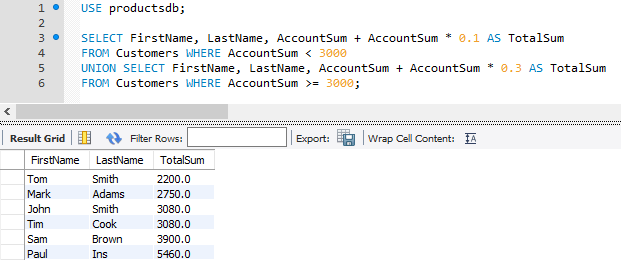 1 USE productsdb;
2
3 SELECT FirstName, LastName, AccountSum + AccountSum * 0.1 AS TotalSum
4 FROM Customers WHERE AccountSum < 3000
5 UNION SELECT FirstName, LastName, AccountSum + AccountSum * 0.3 AS TotalSum
6 FROM Customers WHERE AccountSum >= 3000;
Result Grid Filter Rows: Export: Wrap Cell Content: IA
FirstName LastName TotalSum
Tom Smith 2200.0
Mark Adams 2750.0
John Smith 3080.0
Tim Cook 3080.0
Sam Brown 3900.0
Paul Ins 5460.0